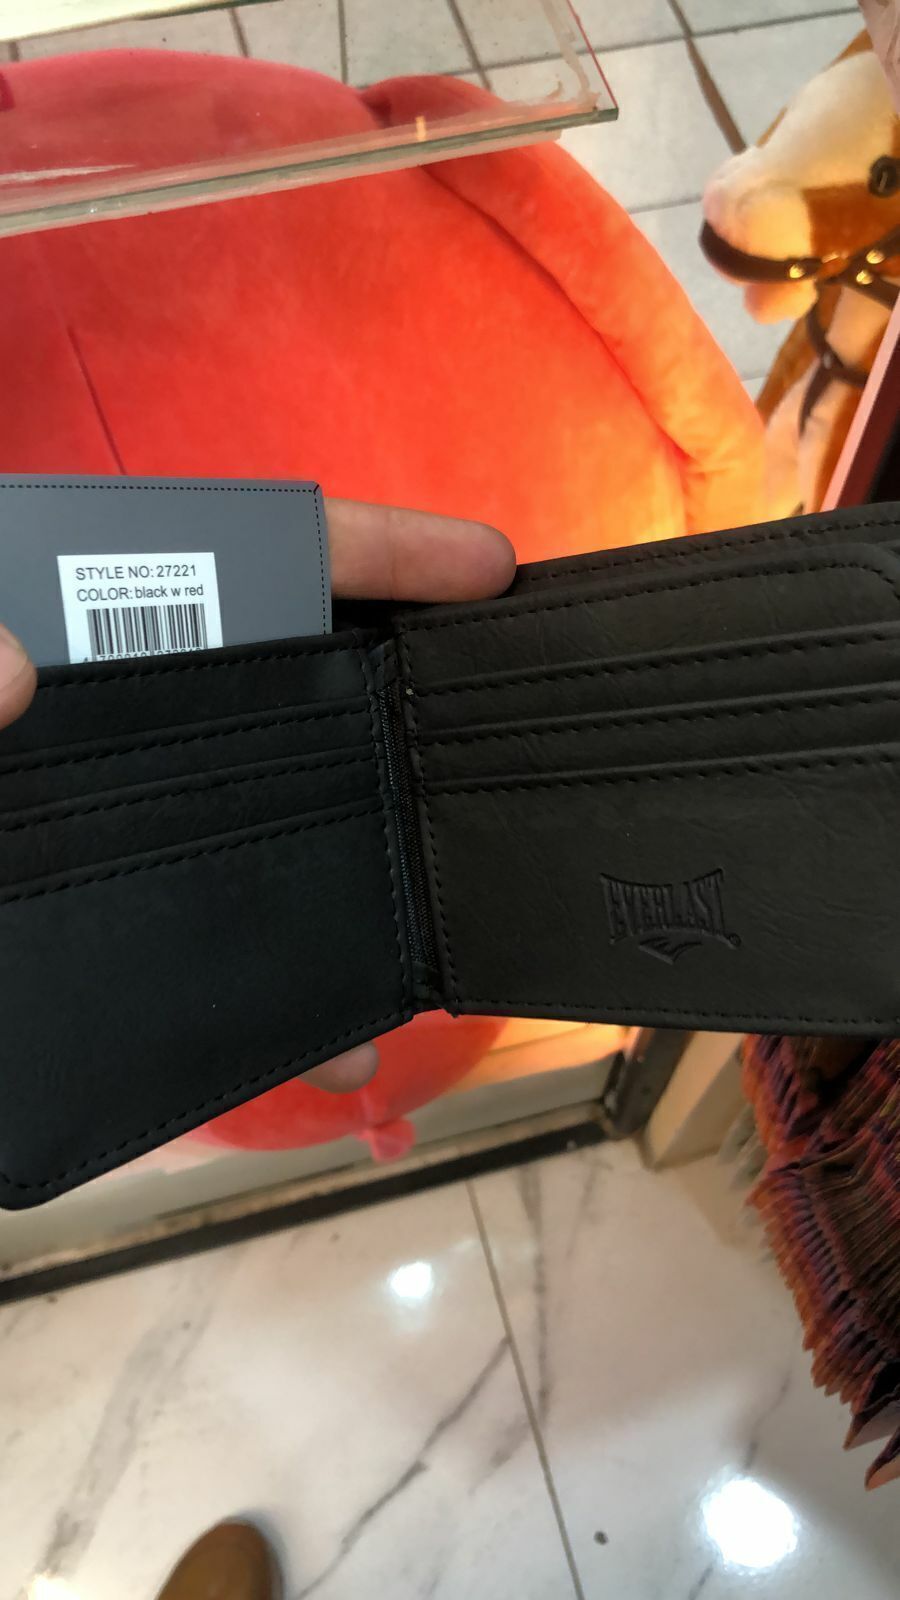 STYLE NO: 27221
COLOR: black w red
EVERLAST